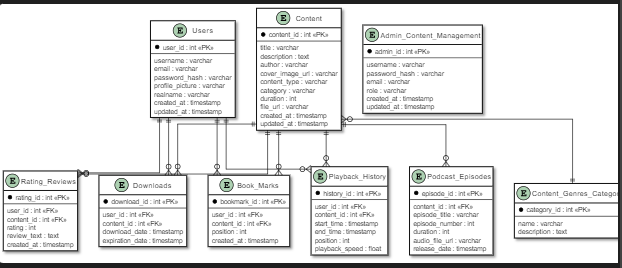 E Users
user_id : int «PK»
username : varchar
email : varchar
password_hash : varchar
profile_picture : varchar
realname : varchar
created_at : timestamp
updated_at : timestamp
E Content
content_id : int «PK»
title : varchar
description : text
author : varchar
cover_image_url : varchar
content_type : varchar
category : varchar
duration : int
file_url : varchar
created_at : timestamp
updated_at : timestamp
E Admin_Content_Management
admin_id : int «PK»
username : varchar
password_hash : varchar
email : varchar
role : varchar
created_at : timestamp
updated_at : timestamp
E Rating_Reviews
rating_id : int «PK»
user_id : int «FK»
content_id : int «FK»
rating : int
review_text : text
created_at : timestamp
E Downloads
download_id : int «PK»
user_id : int «FK»
content_id : int «FK»
download_date : timestamp
expiration_date : timestamp
E Book_Marks
bookmark_id : int «PK»
user_id : int «FK»
content_id : int «FK»
position : int
created_at : timestamp
E Playback_History
history_id : int «PK»
user_id : int «FK»
content_id : int «FK»
start_time : timestamp
end_time : timestamp
position : int
playback_speed : float
E Podcast_Episodes
episode_id : int «PK»
content_id : int «FK»
episode_title : varchar
episode_number : int
duration : int
audio_file_url : varchar
release_date : timestamp
E Content_Genres_Categor
category_id : int «PK»
name : varchar
description : text